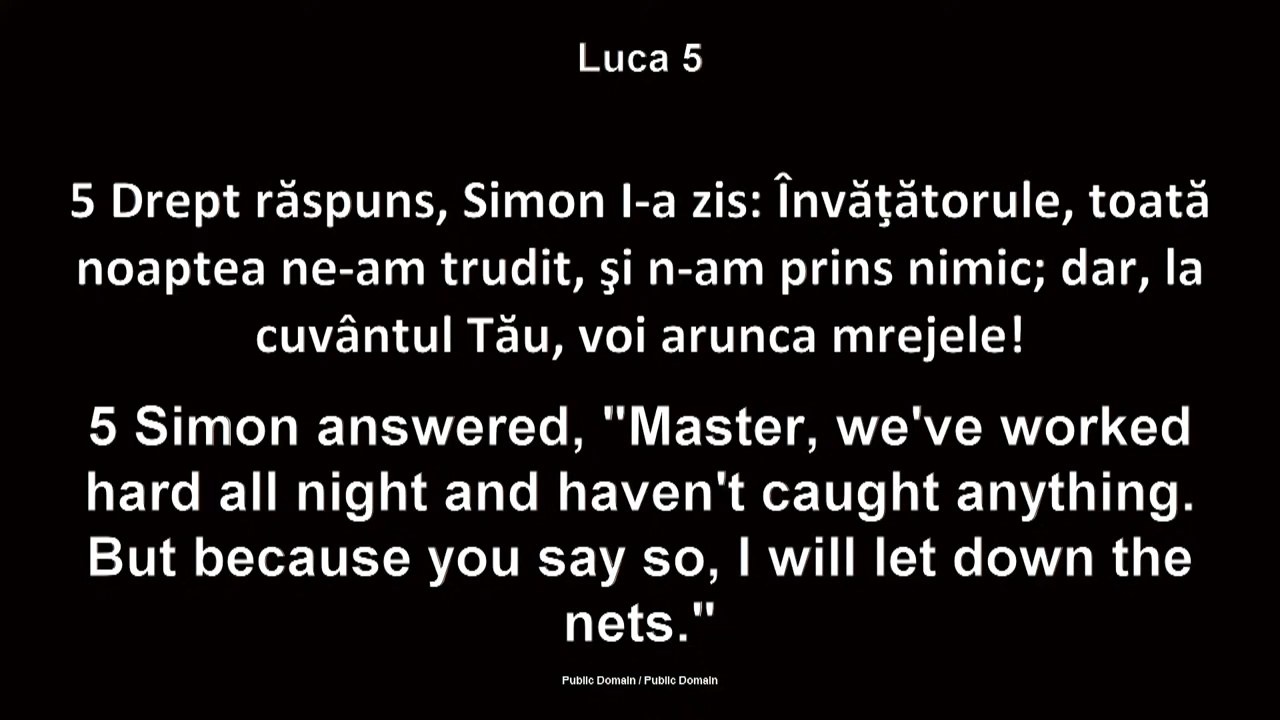 Luca 5
5 Drept răspuns, Simon I-a zis: Învăţătorule, toată
noaptea ne-am trudit, şi n-am prins nimic; dar, la
cuvântul Tău, voi arunca mrejele!
5 Simon answered, "Master, we've worked
hard all night and haven't caught anything.
But because you say so, I will let down the
nets."
Public Domain / Public Domain